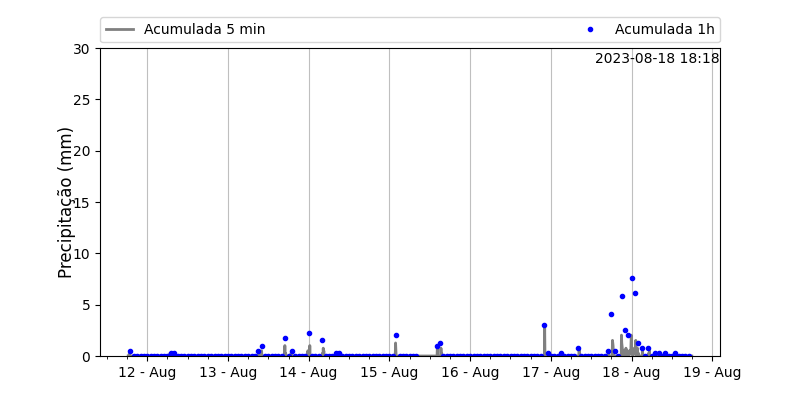 Acumulada 5 min
Acumulada 1h
2023-08-18 18:18
Precipitação (mm)
30
25
20
15
10
5
0
12 - Aug
13 - Aug
14 - Aug
15 - Aug
16 - Aug
17 - Aug
18 - Aug
19 - Aug